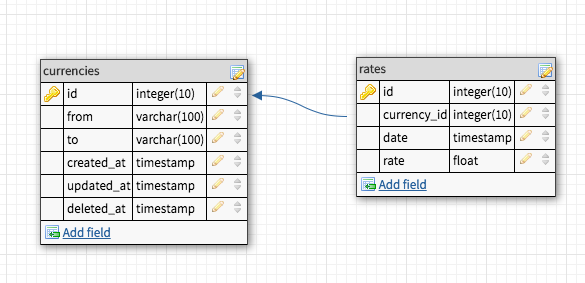 currencies
id integer(10)
from varchar(100)
to varchar(100)
created_at timestamp
updated_at timestamp
deleted_at timestamp
Add field
rates
id integer(10)
currency_id integer(10)
date timestamp
rate float
Add field